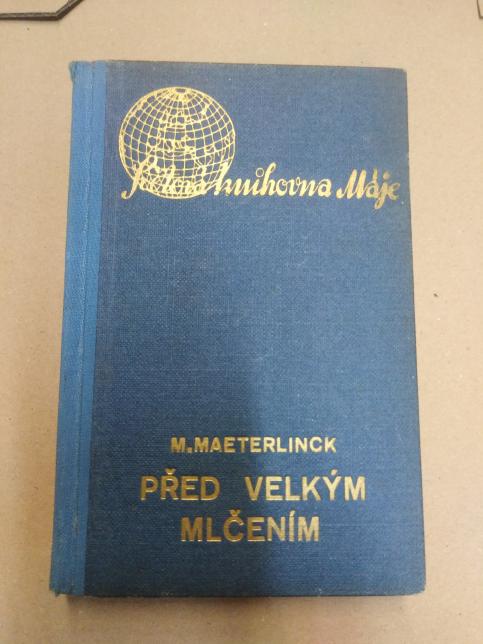 Světová knihovna Máje
M. MAETERLINCK
PŘED VELKÝM
MLČENÍM